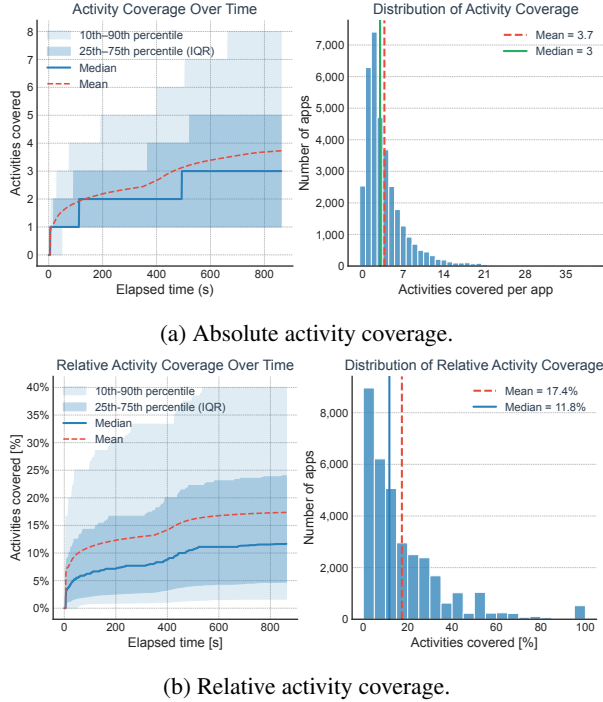 Activity Coverage Over Time
8
7
6
5
4
3
2
1
0
Activities covered
10th–90th percentile
25th–75th percentile (IQR)
Median
Mean
0 200 400 600 800
Elapsed time (s)
Distribution of Activity Coverage
7,000
6,000
5,000
4,000
3,000
2,000
1,000
0
Number of apps
Mean = 3.7
Median = 3
0 7 14 21 28 35
Activities covered per app
(a) Absolute activity coverage.
Relative Activity Coverage Over Time
40%
35%
30%
25%
20%
15%
10%
5%
0%
Activities covered [%]
10th-90th percentile
25th-75th percentile (IQR)
Median
Mean
0 200 400 600 800
Elapsed time [s]
Distribution of Relative Activity Coverage
8,000
6,000
4,000
2,000
0
Number of apps
Mean = 17.4%
Median = 11.8%
0 20 40 60 80 100
Activities covered [%]
(b) Relative activity coverage.